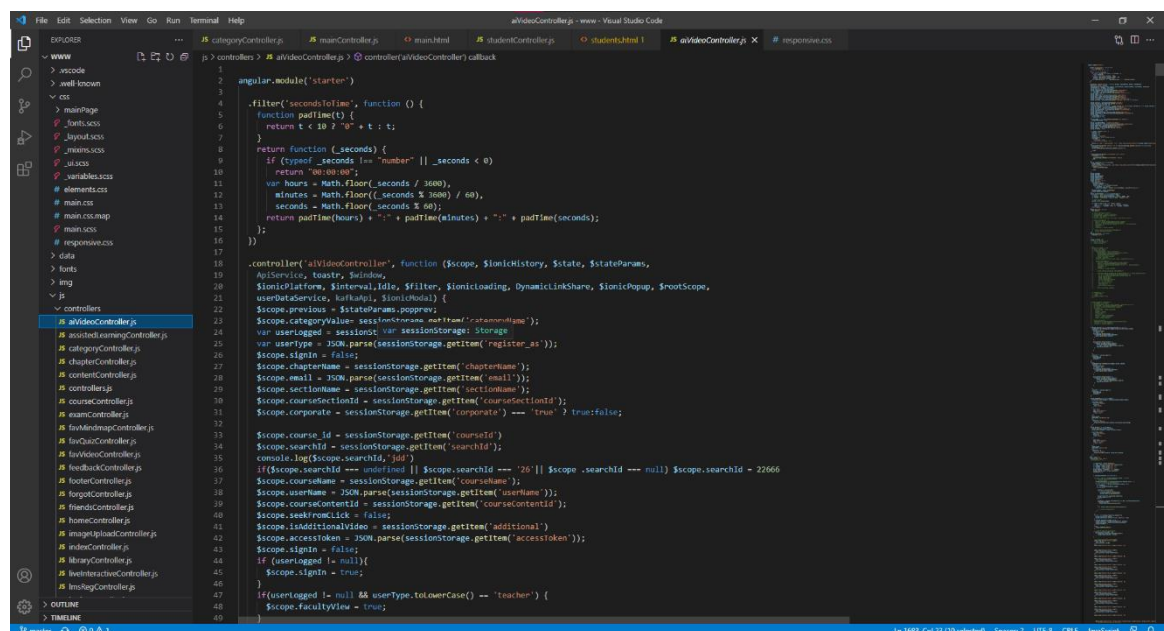 File Edit Selection View Go Run Terminal Help
aiVideoController.js - www - Visual Studio Code
EXPLORER
JS categoryController.js
JS mainController.js
main.html
JS studentController.js
students.html 1
JS aiVideoController.js
# responsive.css
WWW
js > controllers > JS aiVideoController.js > controller('aiVideoController') callback
> .vscode
> .well-known
css
> mainPage
_fonts.scss
_layout.scss
_mixins.scss
_ui.scss
_variables.scss
# elements.css
# main.css
# main.css.map
main.scss
# responsive.css
> data
> fonts
> img
js
controllers
JS aiVideoController.js
JS assistedLearningController.js
JS categoryController.js
JS chapterController.js
JS contentController.js
JS controllers.js
JS courseController.js
JS examController.js
JS favMindmapController.js
JS favQuizController.js
JS favVideoController.js
JS feedbackController.js
JS footerController.js
JS forgotController.js
JS friendsController.js
JS homeController.js
JS imageUploadController.js
JS indexController.js
JS libraryController.js
JS liveInteractiveController.js
JS lmsRegController.js
> OUTLINE
> TIMELINE
1
2 angular.module('starter')
3
4 .filter('secondsToTime', function () {
5 function padTime(t) {
6 return t < 10 ? "0" + t : t;
7 }
8 return function (_seconds) {
9 if (typeof _seconds !== "number" || _seconds < 0)
10 return "00:00:00";
11 var hours = Math.floor(_seconds / 3600),
12 minutes = Math.floor((_seconds % 3600) / 60),
13 seconds = Math.floor(_seconds % 60);
14 return padTime(hours) + ":" + padTime(minutes) + ":" + padTime(seconds);
15 };
16 })
17
18 .controller('aiVideoController', function ($scope, $ionicHistory, $state, $stateParams,
19 ApiService, toastr, $window,
20 $ionicPlatform, $interval,Idle, $filter, $ionicLoading, DynamicLinkShare, $ionicPopup, $rootScope,
21 userDataService, kafkaApi, $ionicModal) {
22 $scope.previous = $stateParams.popprev;
23 $scope.categoryValue= sessionStorage.getItem('categoryName');
24 var userLogged = sessionSt var sessionStorage: Storage
25 var userType = JSON.parse(sessionStorage.getItem('register_as'));
26 $scope.signIn = false;
27 $scope.chapterName = sessionStorage.getItem('chapterName');
28 $scope.email = JSON.parse(sessionStorage.getItem('email'));
29 $scope.sectionName = sessionStorage.getItem('sectionName');
30 $scope.courseSectionId = sessionStorage.getItem('courseSectionId');
31 $scope.corporate = sessionStorage.getItem('corporate') === 'true' ? true:false;
32
33 $scope.course_id = sessionStorage.getItem('courseId')
34 $scope.searchId = sessionStorage.getItem('searchId');
35 console.log($scope.searchId,'jdd')
36 if($scope.searchId === undefined || $scope.searchId === '26'|| $scope .searchId === null) $scope.searchId = 22666
37 $scope.courseName = sessionStorage.getItem('courseName');
38 $scope.userName = JSON.parse(sessionStorage.getItem('userName'));
39 $scope.courseContentId = sessionStorage.getItem('courseContentId');
40 $scope.seekFromCLick = false;
41 $scope.isAdditionalVideo = sessionStorage.getItem('additional')
42 $scope.accessToken = JSON.parse(sessionStorage.getItem('accessToken'));
43 $scope.signIn = false;
44 if (userLogged != null){
45 $scope.signIn = true;
46 }
47 if(userLogged != null && userType.toLowerCase() == 'teacher') {
48 $scope.facultyView = true;
49 }